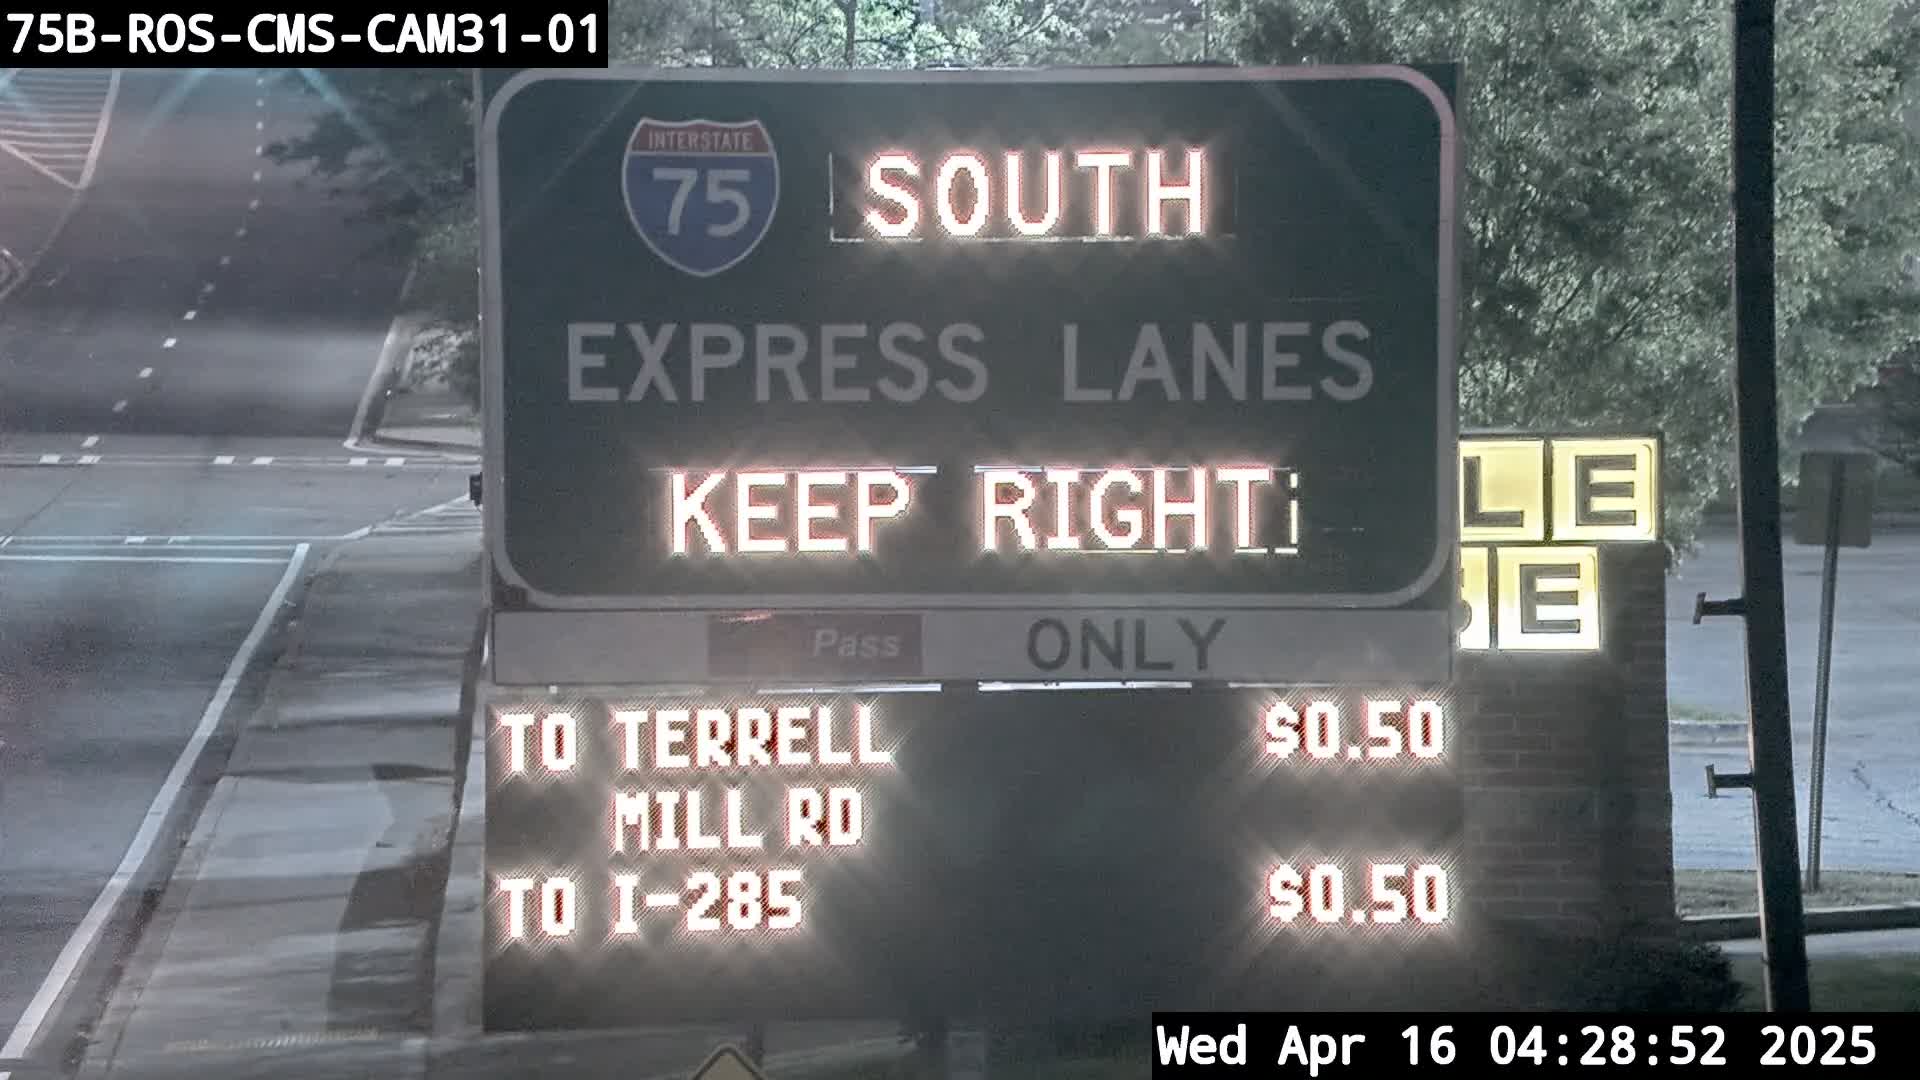 75B-ROS-CMS-CAM31-01
INTERSTATE
75
SOUTH
EXPRESS LANES
KEEP RIGHT
Pass ONLY
TO TERRELL $0.50
MILL RD
TO I-285 $0.50
LE
E
Wed Apr 16 04:28:52 2025